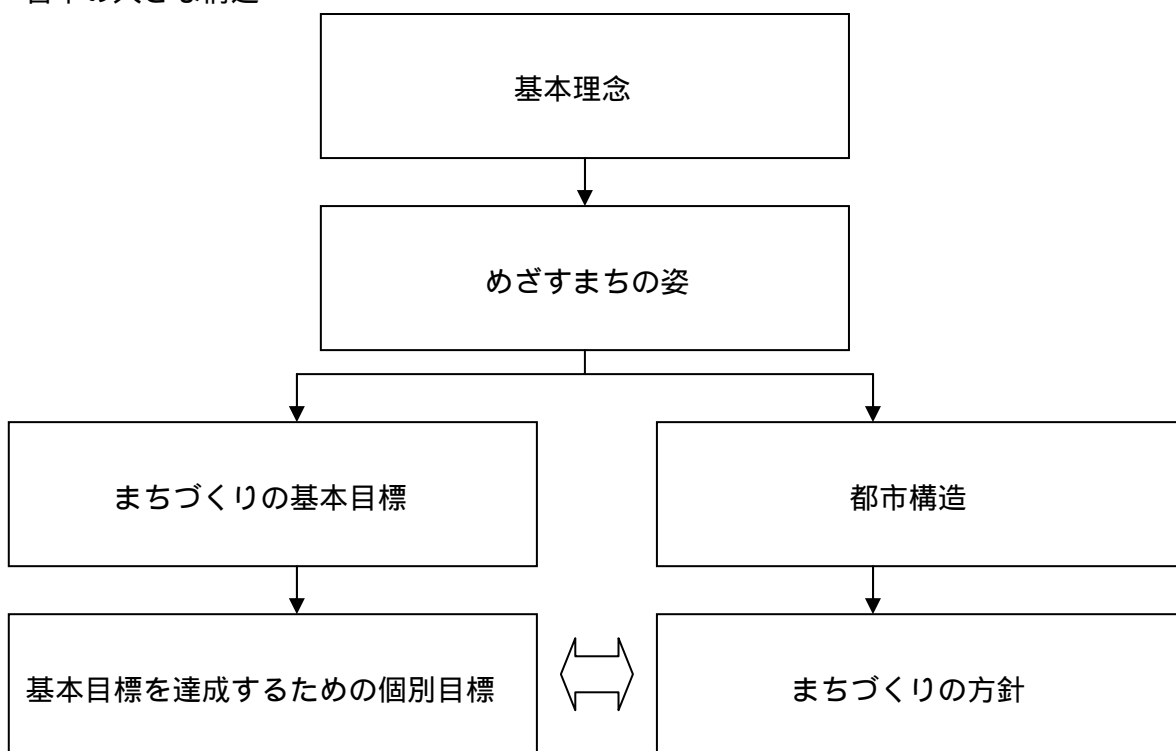 基本理念
めざすまちの姿
まちづくりの基本目標
都市構造
基本目標を達成するための個別目標
まちづくりの方針